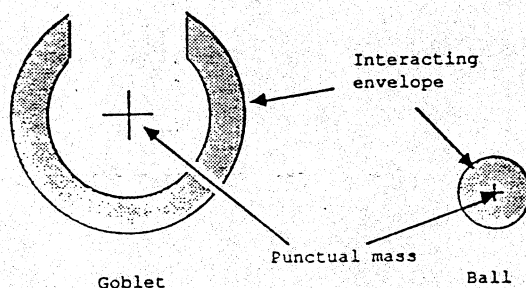 Interacting
envelope
Punctual mass
Goblet
Ball